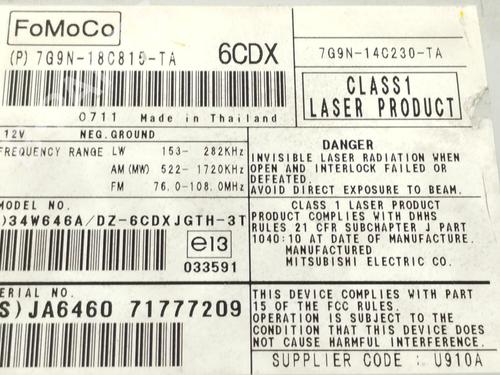 FoMoCo
(P) 7G9N-18C815-TA
6CDX
7G9N-14C230-TA
CLASS1
LASER PRODUCT
0711 Made in Thailand
12V NEG.GROUND
FREQUENCY RANGE LW 153- 282KHz
AM(MW) 522-1720KHz
FM 76.0-108.0MHz
DANGER
INVISIBLE LASER RADIATION WHEN
OPEN AND INTERLOCK FAILED OR
DEFEATED.
AVOID DIRECT EXPOSURE TO BEAM.
MODEL NO.
)34W646A/DZ-6CDXJGTH-3T
e13
033591
CLASS 1 LASER PRODUCT
PRODUCT COMPLIES WITH DHHS
RULES 21 CFR SUBCHAPTER J PART
1040:10 AT DATE OF MANUFACTURE.
MANUFACTURED
MITSUBISHI ELECTRIC CO.
ERIAL NO.
S)JA6460 71777209
THIS DEVICE COMPLIES WITH PART
15 OF THE FCC RULES.
OPERATION IS SUBJECT TO THE
CONDITION THAT THIS DEVICE DOES
NOT CAUSE HARMFUL INTERFERENCE.
SUPPLIER CODE : U910A